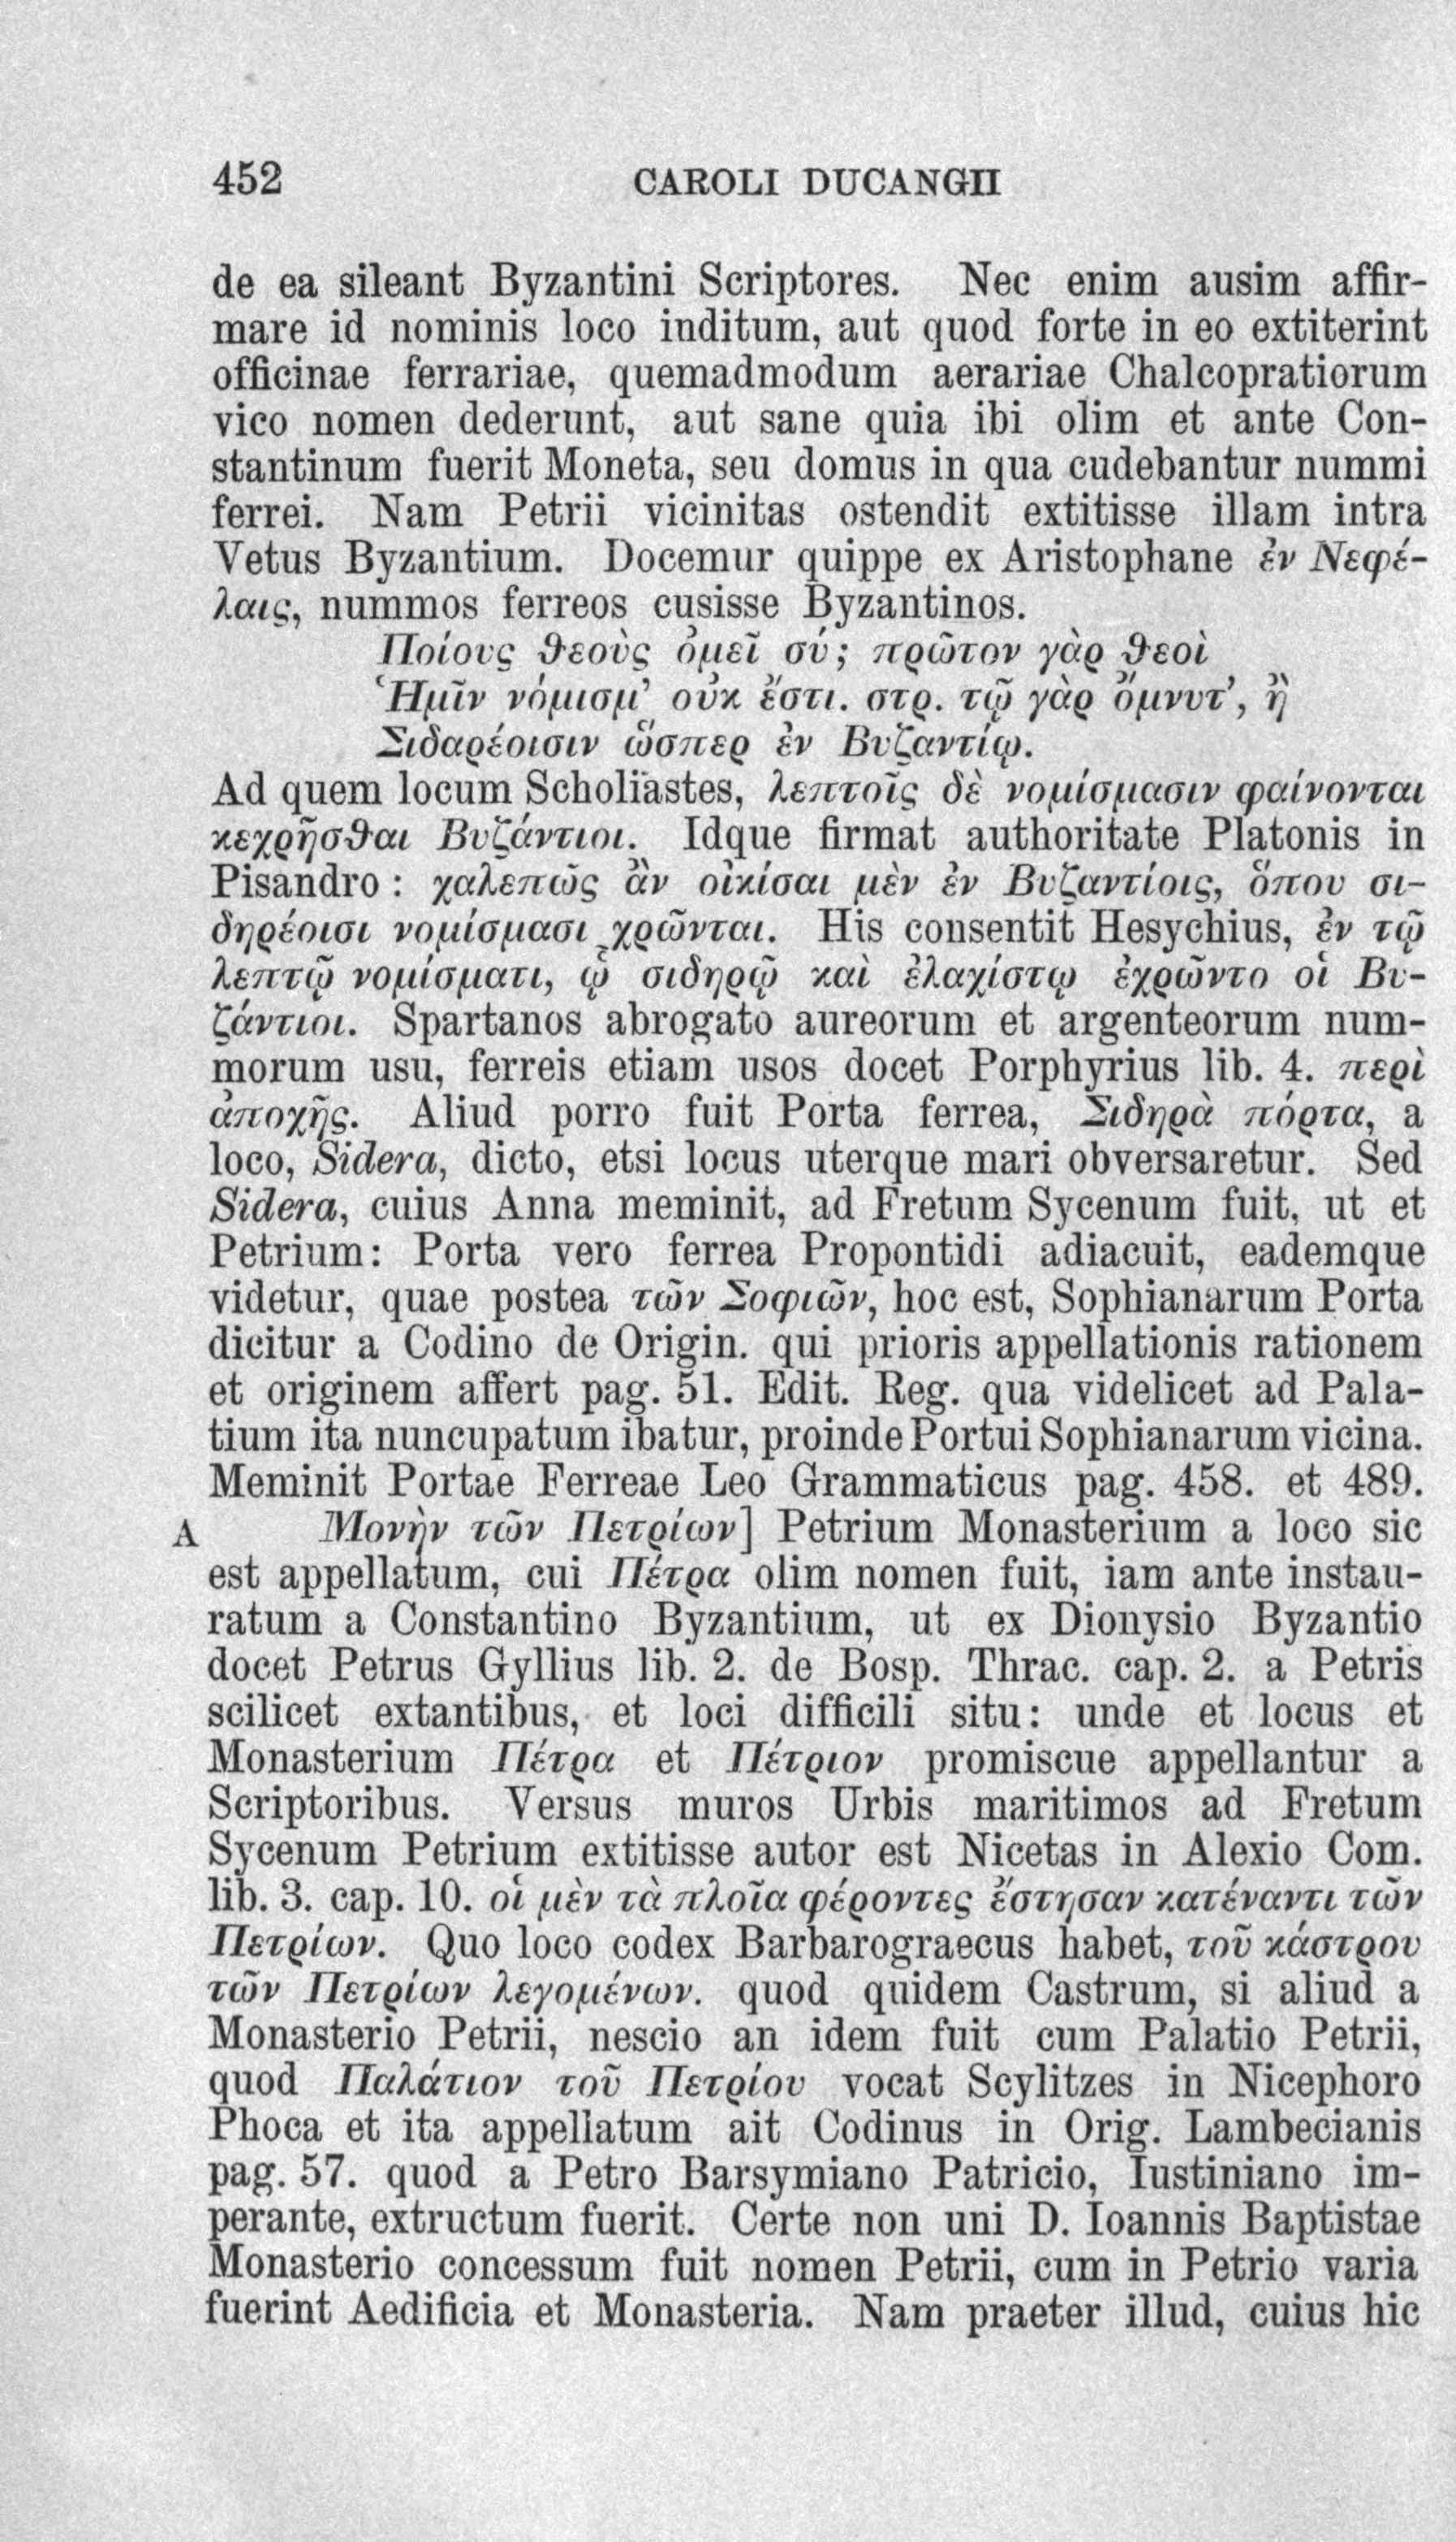 452 CAROLI DUCANGII
de ea sileant Byzantini Scriptores. Nec enim ausim affir-
mare id nominis loco inditum, aut quod forte in eo extiterint
officinae ferrariae, quemadmodum aerariae Chalcopratiorum
vico nomen dederunt, aut sane quia ibi olim et ante Con-
stantinum fuerit Moneta, seu domus in qua cudebantur nummi
ferrei. Nam Petrii vicinitas ostendit extitisse illam intra
Vetus Byzantium. Docemur quippe ex Aristophane ἐν Νεφέ-
λαις, nummos ferreos cusisse Byzantinos.
Ποίους θεοὺς ὀμεῖ σύ; πρῶτον γὰρ θεοὶ
Ἡμῖν νόμισμ' οὐκ ἔστι. στρ. τῷ γὰρ ὄμνυτ', ἢ
Σιδαρέοισιν ὥσπερ ἐν Βυζαντίῳ.
Ad quem locum Scholiastes, λεπτοῖς δὲ νομίσμασιν φαίνονται
κεχρῆσθαι Βυζάντιοι. Idque firmat authoritate Platonis in
Pisandro: χαλεπῶς ἂν οἰκίσαι μὲν ἐν Βυζαντίοις, ὅπου σι-
δηρέοισι νομίσμασι χρῶνται. His consentit Hesychius, ἐν τῷ
λεπτῷ νομίσματι, ᾧ σιδηρῷ καὶ ἐλαχίστῳ ἐχρῶντο οἱ Βυ-
ζάντιοι. Spartanos abrogato aureorum et argenteorum num-
morum usu, ferreis etiam usos docet Porphyrius lib. 4. περὶ
ἀποχῆς. Aliud porro fuit Porta ferrea, Σιδηρὰ πόρτα, a
loco, Sidera, dicto, etsi locus uterque mari obversaretur. Sed
Sidera, cuius Anna meminit, ad Fretum Sycenum fuit, ut et
Petrium: Porta vero ferrea Propontidi adiacuit, eademque
videtur, quae postea τῶν Σοφιῶν, hoc est, Sophianarum Porta
dicitur a Codino de Origin. qui prioris appellationis rationem
et originem affert pag. 51. Edit. Reg. qua videlicet ad Pala-
tium ita nuncupatum ibatur, proinde Portui Sophianarum vicina.
Meminit Portae Ferreae Leo Grammaticus pag. 458. et 489.
A Μονὴν τῶν Πετρίων] Petrium Monasterium a loco sic
est appellatum, cui Πέτρα olim nomen fuit, iam ante instau-
ratum a Constantino Byzantium, ut ex Dionysio Byzantio
docet Petrus Gyllius lib. 2. de Bosp. Thrac. cap. 2. a Petris
scilicet extantibus, et loci difficili situ: unde et locus et
Monasterium Πέτρα et Πέτριον promiscue appellantur a
Scriptoribus. Versus muros Urbis maritimos ad Fretum
Sycenum Petrium extitisse autor est Nicetas in Alexio Com.
lib. 3. cap. 10. οἱ μὲν τὰ πλοῖα φέροντες ἔστησαν κατέναντι τῶν
Πετρίων. Quo loco codex Barbarograecus habet, τοῦ κάστρου
τῶν Πετρίων λεγομένων. quod quidem Castrum, si aliud a
Monasterio Petrii, nescio an idem fuit cum Palatio Petrii,
quod Παλάτιον τοῦ Πετρίου vocat Scylitzes in Nicephoro
Phoca et ita appellatum ait Codinus in Orig. Lambecianis
pag. 57. quod a Petro Barsymiano Patricio, Iustiniano im-
perante, extructum fuerit. Certe non uni D. Ioannis Baptistae
Monasterio concessum fuit nomen Petrii, cum in Petrio varia
fuerint Aedificia et Monasteria. Nam praeter illud, cuius hic